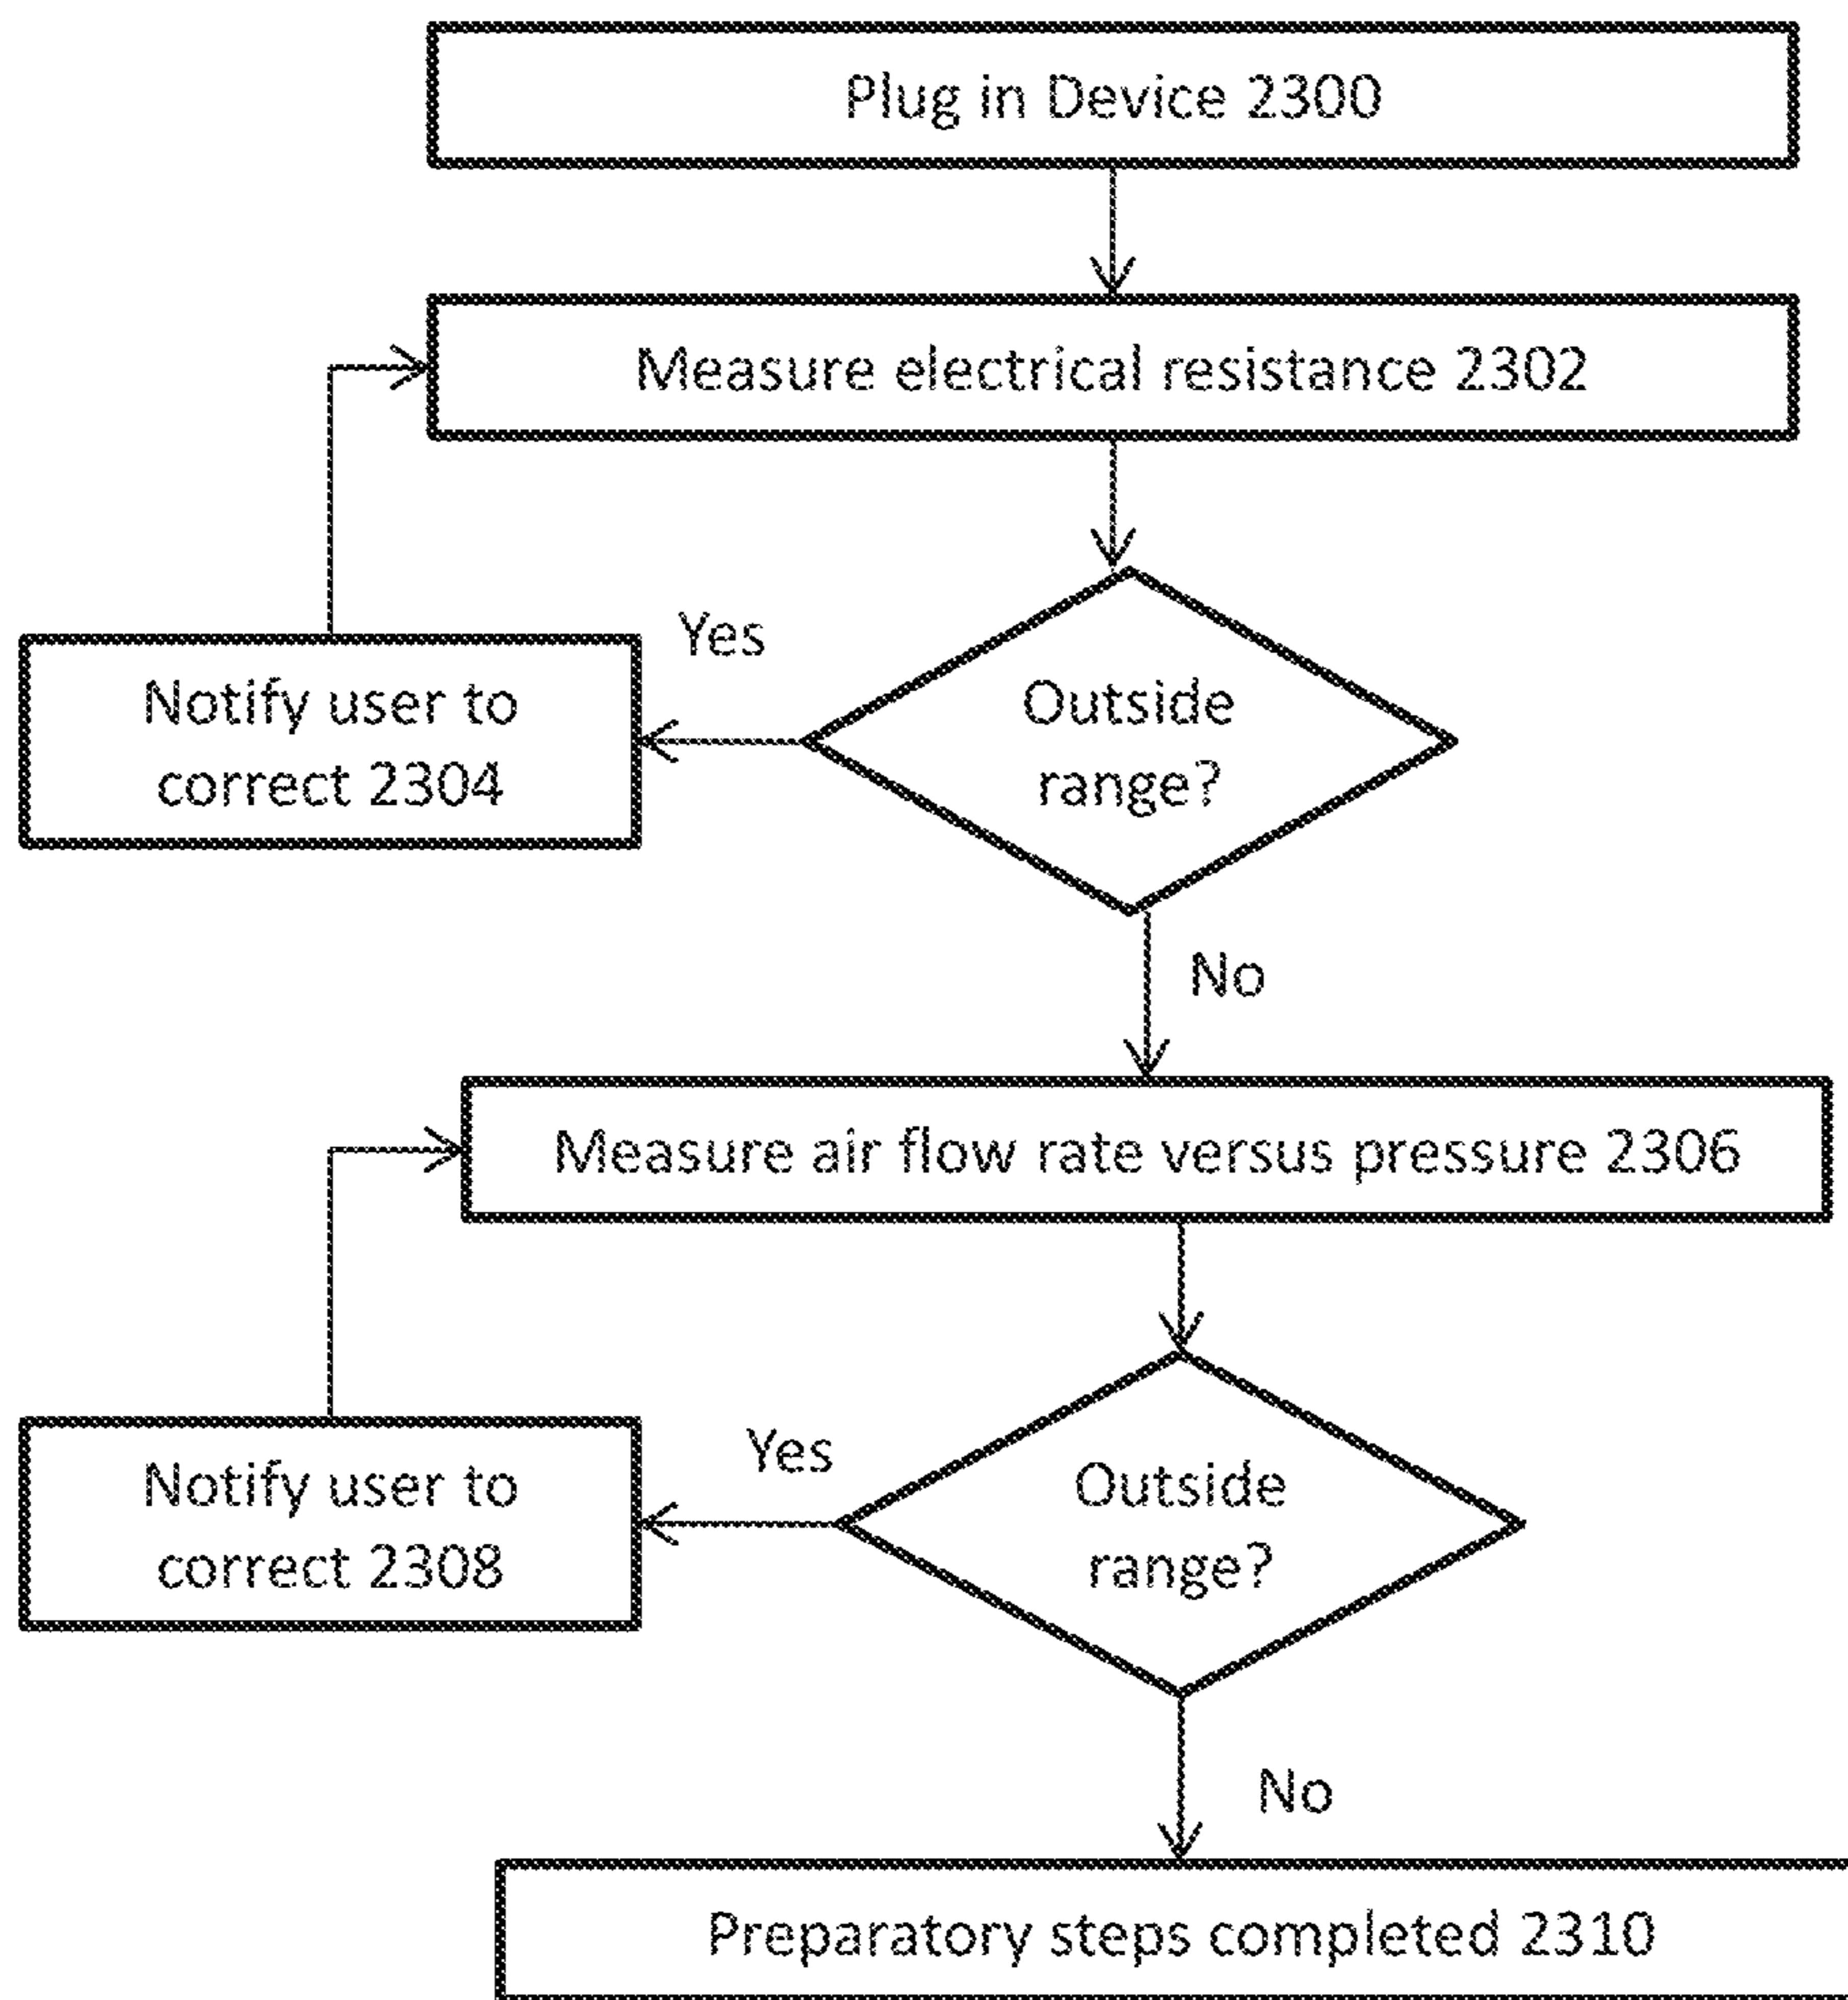 Plug in Device 2300
Measure electrical resistance 2302
Yes
Notify user to
correct 2304
Outside
range?
No
Measure air flow rate versus pressure 2306
Yes
Notify user to
correct 2308
Outside
range?
No
Preparatory steps completed 2310